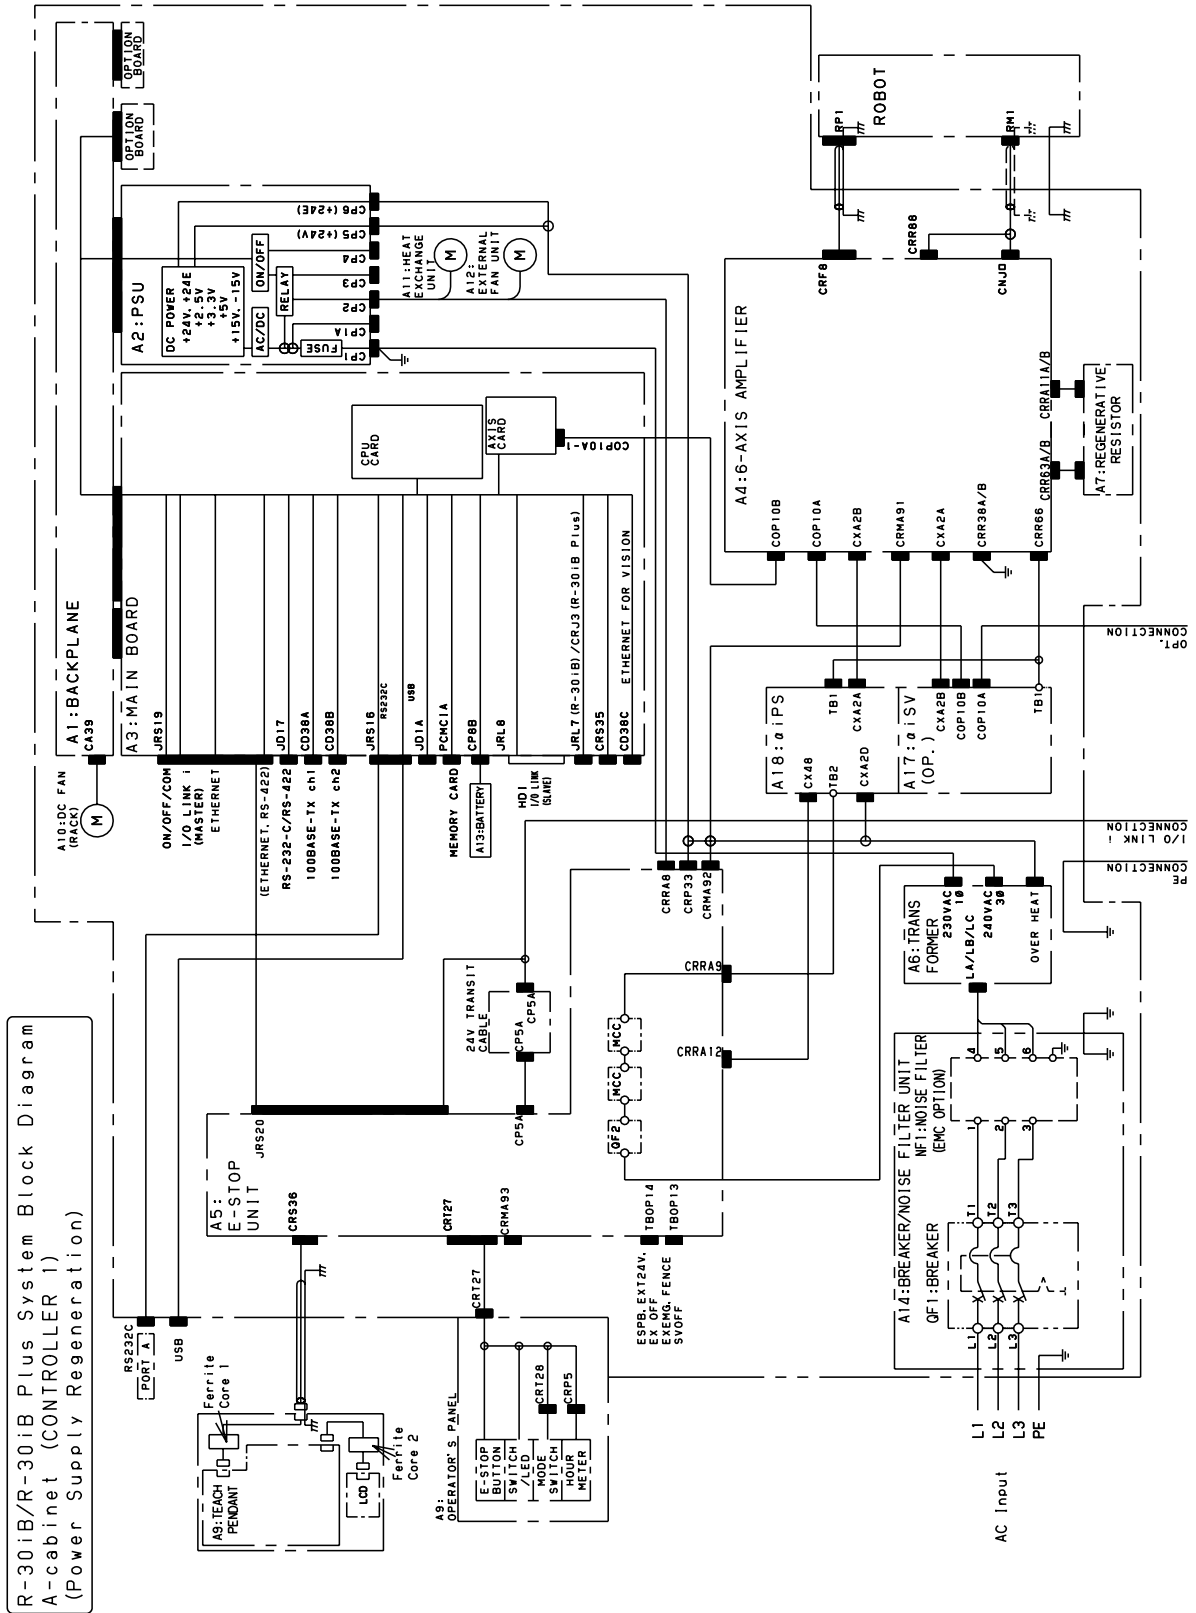 R-30iB/R-30iB Plus System Block Diagram
A-cabinet (CONTROLLER 1)
(Power Supply Regeneration)
A1:BACKPLANE
CA39
A10:DC FAN
(RACK)
M
OPTION
BOARD
OPTION
BOARD
A2:PSU
DC POWER
+24V.+24E
+2.5V
+3.3V
+5V
+15V.-15V
AC/DC
ON/OFF
RELAY
FUSE
CP1
CP1A
CP2
CP3
CP4
CP5(+24V)
CP6(+24E)
A11:HEAT
EXCHANGE
UNIT
M
A12:
EXTERNAL
FAN UNIT
M
A3:MAIN BOARD
CPU
CARD
AXIS
CARD
COP10A-1
JRS19
JD17
CD38A
CD38B
JRS16
RS232C
USB
JD1A
PCMCIA
CP8B
JRL8
JRL7(R-30iB)/CRJ3(R-30iB Plus)
CRS35
CD38C
ETHERNET FOR VISION
ON/OFF/COM
I/O LINK i
(MASTER)
ETHERNET
(ETHERNET,RS-422)
RS-232-C/RS-422
100BASE-TX ch1
100BASE-TX ch2
MEMORY CARD
A13:BATTERY
HDI
I/O LINK
(SLAVE)
ROBOT
RP1
RM1
CRF8
CRR88
CNJ□
A4:6-AXIS AMPLIFIER
COP10B
COP10A
CXA2B
CRMA91
CXA2A
CRR38A/B
CRR66
CRR63A/B
CRRA11A/B
A7:REGENERATIVE
RESISTOR
A18:αiPS
TB1
CXA2A
CX48
TB2
CXA2D
A17:αiSV
(OP.)
CXA2B
COP10B
COP10A
TB1
OPT.
CONNECTION
I/O LINK i
CONNECTION
PE
CONNECTION
A6:TRANS
FORMER
230VAC
10
LA/LB/LC
240VAC
30
OVER HEAT
A5:
E-STOP
UNIT
JRS20
CRS36
CRT27
CRMA93
TBOP14
TBOP13
ESPB,EXT24V,
EX OFF
EXEMG,FENCE
SVOFF
CP5A
24V TRANSIT
CABLE
CP5A
CP5A
CRRA8
CRP33
CRMA92
CRRA9
CRRA12
MCC
MCC
QF2
A14:BREAKER/NOISE FILTER UNIT
NF1:NOISE FILTER
(EMC OPTION)
QF1:BREAKER
1
2
3
4
5
6
T1
T2
T3
L1
L2
L3
L1
L2
L3
PE
AC Input
RS232C
PORT A
USB
Ferrite
Core 1
A9:TEACH
PENDANT
LCD
Ferrite
Core 2
A9:
OPERATOR'S PANEL
CRT27
E-STOP
BUTTON
SWITCH
/LED
MODE
SWITCH
HOUR
METER
CRT28
CRP5